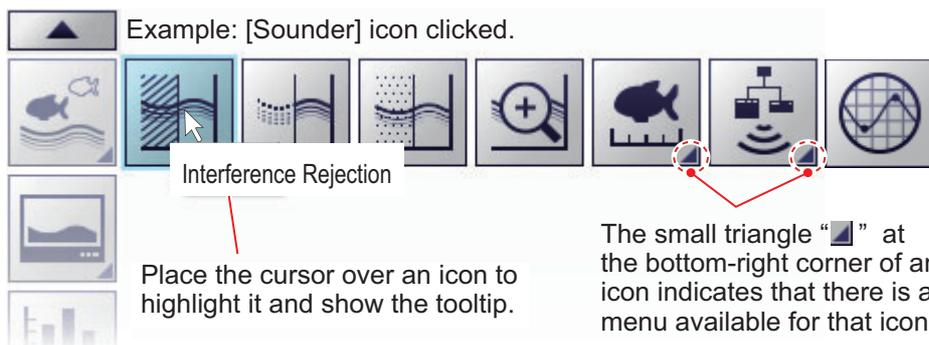 Example: [Sounder] icon clicked.
Interference Rejection
Place the cursor over an icon to
highlight it and show the tooltip.
The small triangle “ ” at
the bottom-right corner of
icon indicates that there is a
menu available for that icon